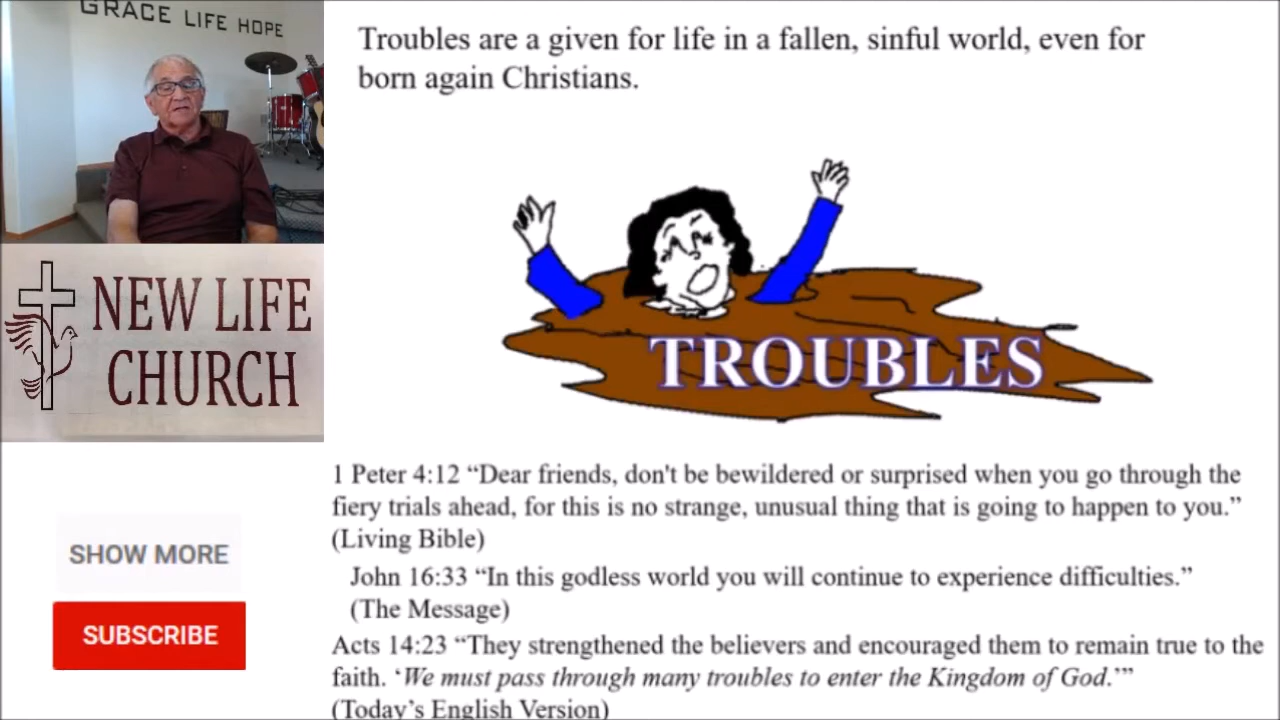 GRACE LIFE HOPE
NEW LIFE
CHURCH
SHOW MORE
SUBSCRIBE
Troubles are a given for life in a fallen, sinful world, even for
born again Christians.
TROUBLES
1 Peter 4:12 “Dear friends, don't be bewildered or surprised when you go through the
fiery trials ahead, for this is no strange, unusual thing that is going to happen to you.”
(Living Bible)
John 16:33 “In this godless world you will continue to experience difficulties.”
(The Message)
Acts 14:23 “They strengthened the believers and encouraged them to remain true to the
faith. ‘We must pass through many troubles to enter the Kingdom of God.’”
(Today’s English Version)